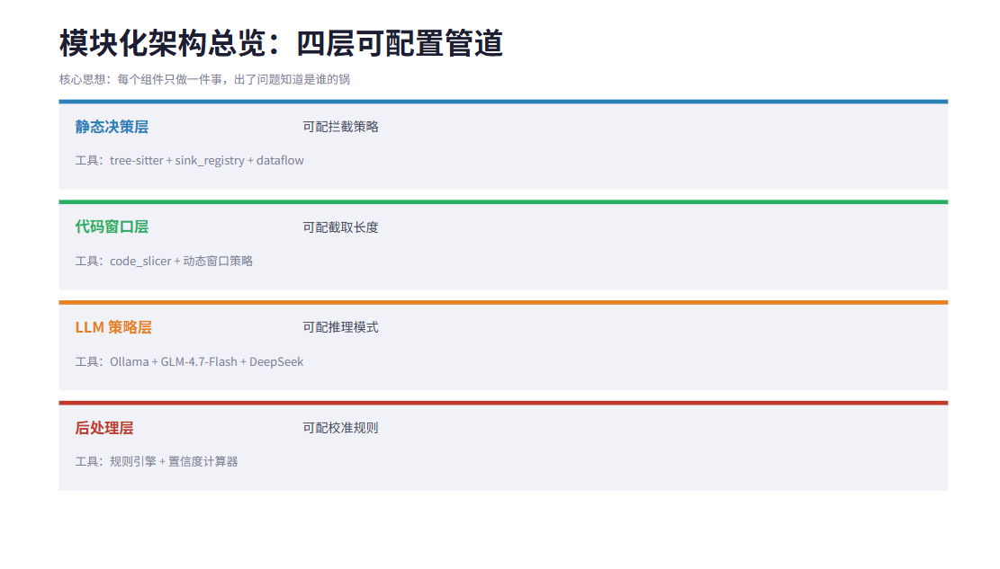 模块化架构总览：四层可配置管道
核心思想：每个组件只做一件事，出了问题知道是谁的锅
静态决策层
可配拦截策略
工具：tree-sitter + sink_registry + dataflow
代码窗口层
可配截取长度
工具：code_slicer + 动态窗口策略
LLM 策略层
可配推理模式
工具：Ollama + GLM-4.7-Flash + DeepSeek
后处理层
可配校准规则
工具：规则引擎 + 置信度计算器